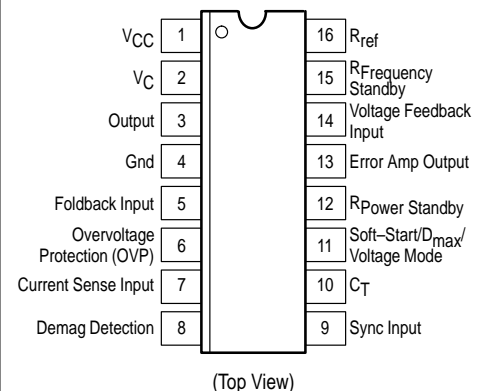 VCC 1
VC 2
Output 3
Gnd 4
Foldback Input 5
Overvoltage
Protection (OVP) 6
Current Sense Input 7
Demag Detection 8
16 Rref
15 RFrequency
Standby
14 Voltage Feedback
Input
13 Error Amp Output
12 RPower Standby
11 Soft–Start/Dmax/
Voltage Mode
10 CT
9 Sync Input
(Top View)